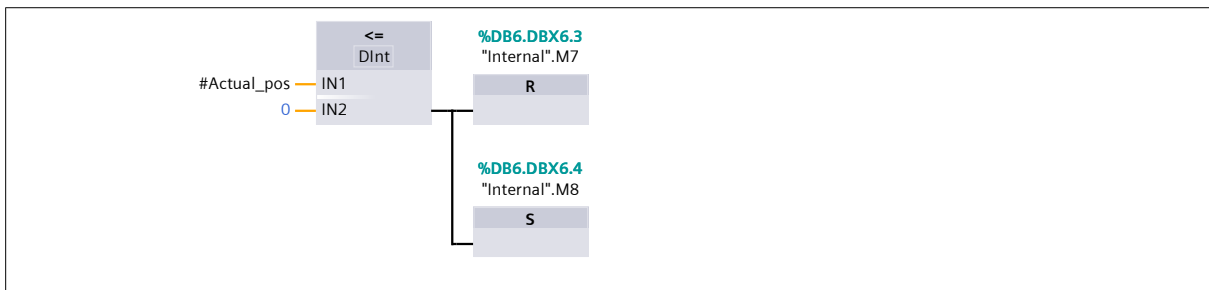 <=
DInt
#Actual_pos
IN1
0
IN2
%DB6.DBX6.3
"Internal".M7
R
%DB6.DBX6.4
"Internal".M8
S